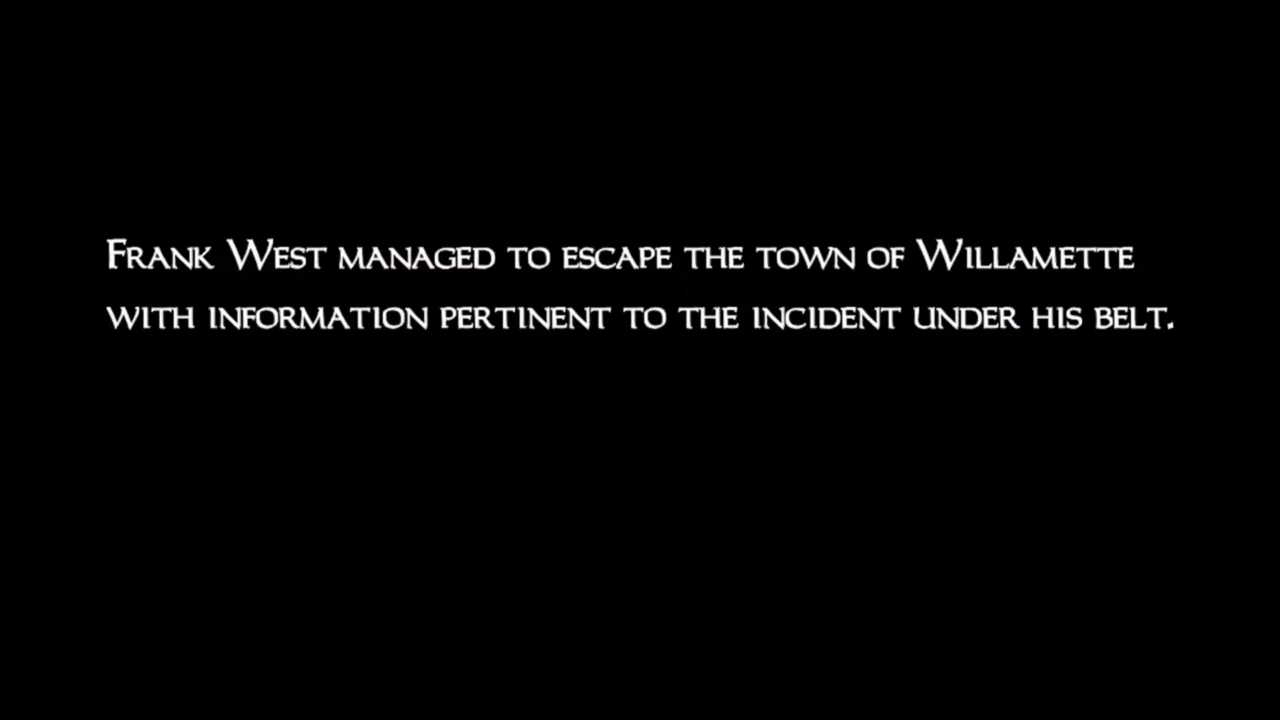 Frank West managed to escape the town of Willamette
with information pertinent to the incident under his belt.